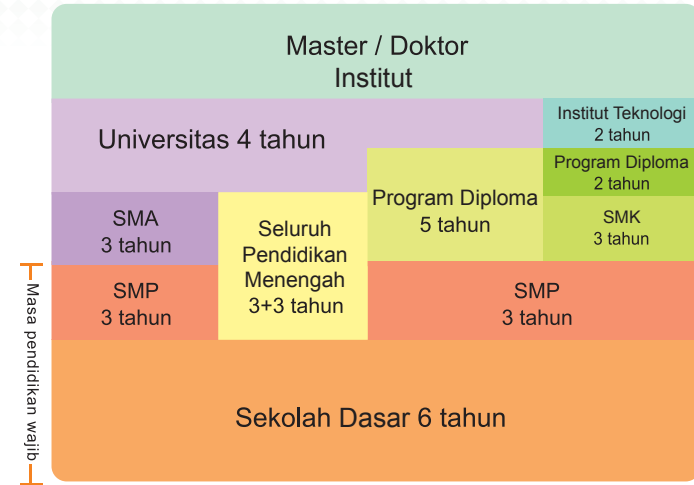 Master / Doktor
Institut
Universitas 4 tahun
Institut Teknologi
2 tahun
Program Diploma
2 tahun
Program Diploma
5 tahun
SMK
3 tahun
SMA
3 tahun
Seluruh
Pendidikan
Menengah
3+3 tahun
SMP
3 tahun
SMP
3 tahun
Masa pendidikan wajib
Sekolah Dasar 6 tahun